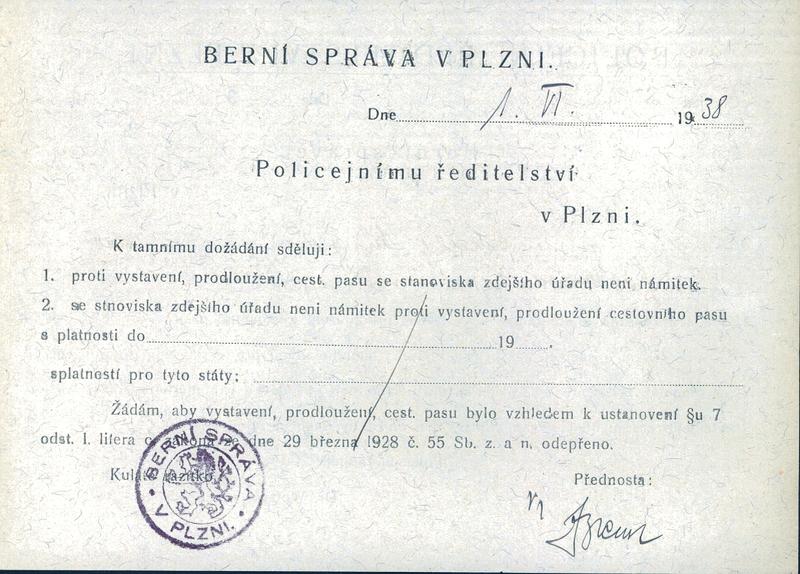 BERNÍ SPRÁVA V PLZNI.
Dne 1. VI. 1938
Policejnímu ředitelství
v Plzni.
K tamnímu dožádání sděluji:
1. proti vystavení, prodloužení, cest. pasu se stanoviska zdejšího úřadu není námitek.
2. se stnoviska zdejšího úřadu neni námitek proti vystavení, prodloužení cestovního pasu
s platnosti do 19 .
splatností pro tyto státy:
Žádám, aby vystavení, prodloužení, cest. pasu bylo vzhledem k ustanovení §u 7
odst. I. litera c zákona ze dne 29 března 1928 č. 55 Sb. z. a n. odepřeno.
Kulaté razítko
Přednosta:
BERNÍ SPRÁVA
V PLZNI.